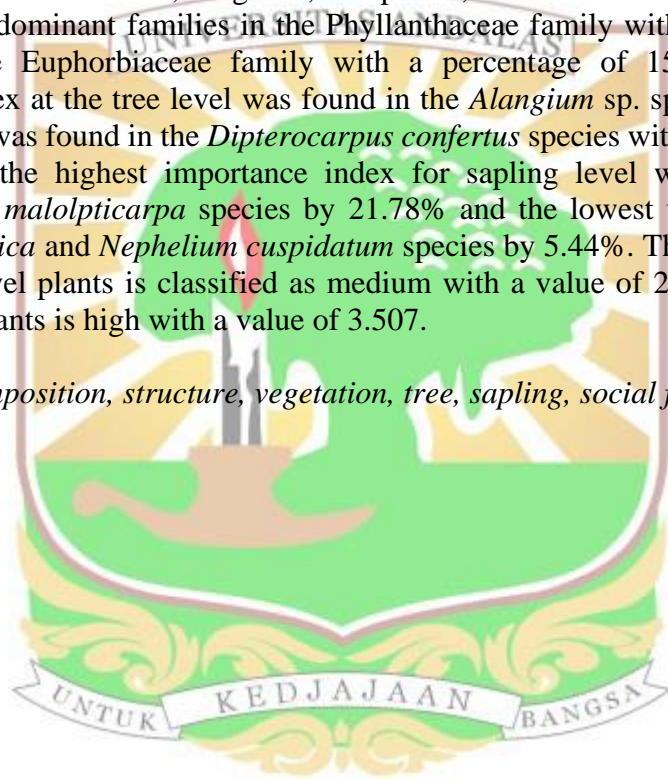 dominant families in the Phyllanthaceae family with
UNIVERSITAS ANDALAS
Euphorbiaceae family with a percentage of 15
ex at the tree level was found in the Alangium sp. sp
was found in the Dipterocarpus confertus species wit
the highest importance index for sapling level w
malolpticarpa species by 21.78% and the lowest
ica and Nephelium cuspidatum species by 5.44%. Th
vel plants is classified as medium with a value of 2
ants is high with a value of 3.507.
position, structure, vegetation, tree, sapling, social f
UNTUK KEDJAJAAN BANGSA